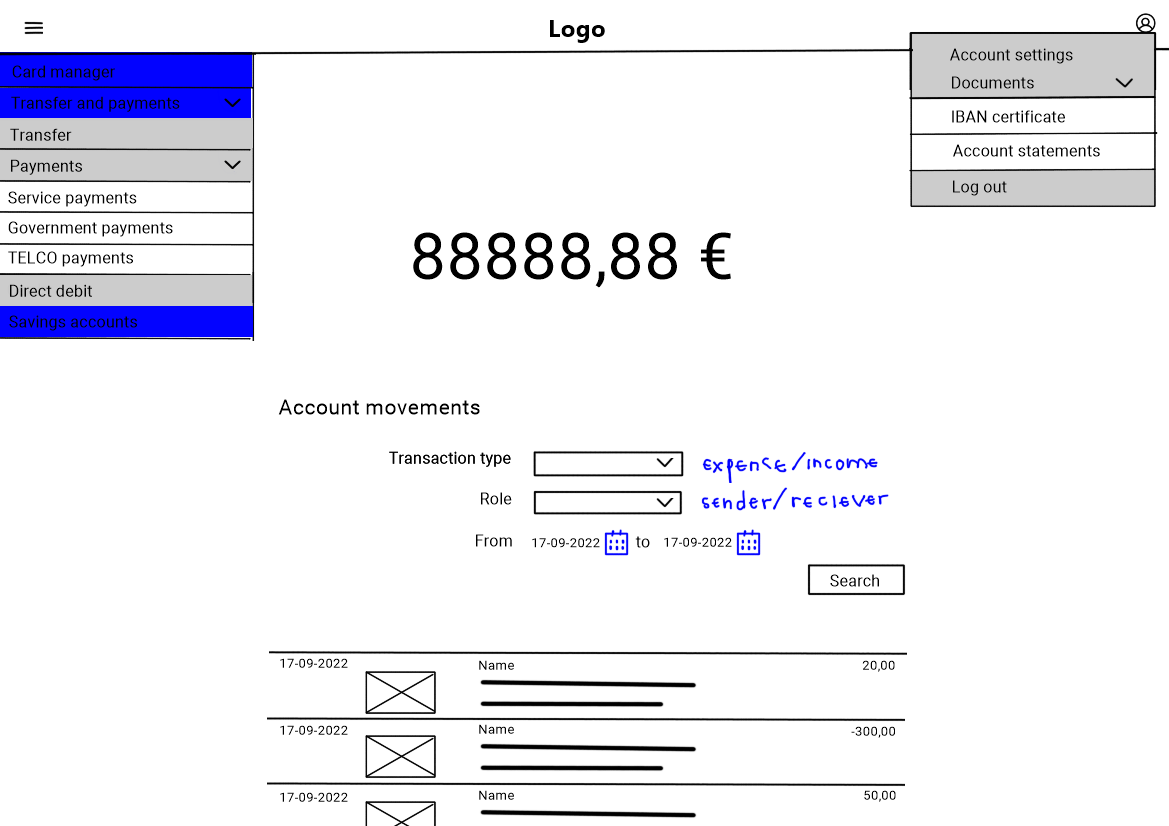 Logo
Card manager
Transfer and payments
Transfer
Payments
Service payments
Government payments
TELCO payments
Direct debit
Savings accounts
Account settings
Documents
IBAN certificate
Account statements
Log out
88888,88 €
Account movements
Transaction type expense/income
Role sender/reciever
From 17-09-2022 to 17-09-2022
Search
17-09-2022 Name 20,00
17-09-2022 Name -300,00
17-09-2022 Name 50,00